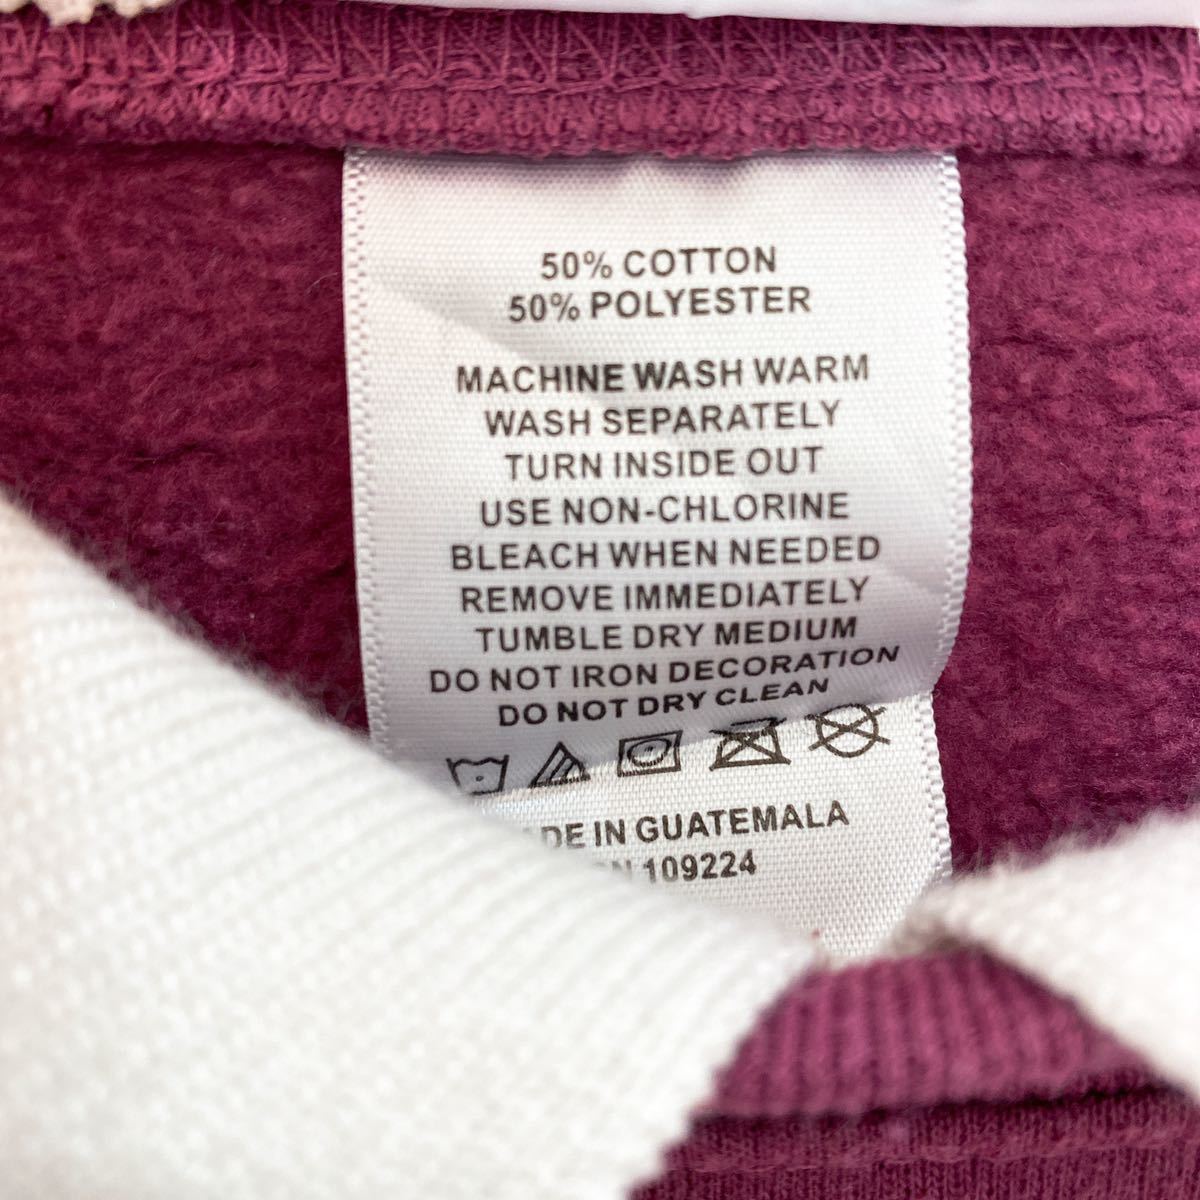 50% COTTON
50% POLYESTER
MACHINE WASH WARM
WASH SEPARATELY
TURN INSIDE OUT
USE NON-CHLORINE
BLEACH WHEN NEEDED
REMOVE IMMEDIATELY
TUMBLE DRY MEDIUM
DO NOT IRON DECORATION
DO NOT DRY CLEAN
IN GUATEMALA
109224